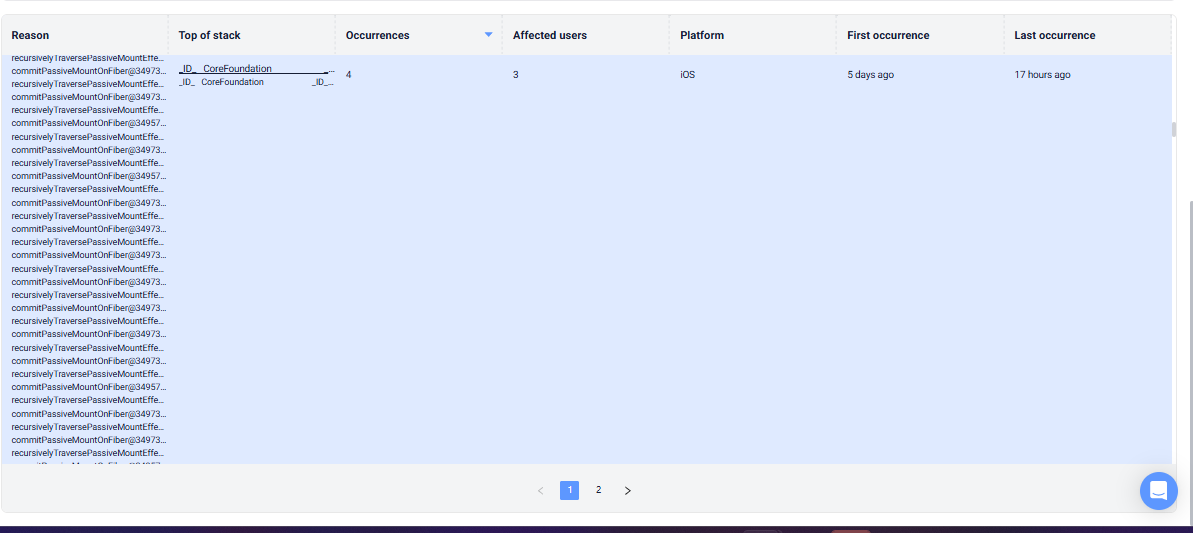 Reason Top of stack Occurrences Affected users Platform First occurrence Last occurrence
recursivelyTraversePassiveMountEffe...
commitPassiveMountOnFiber@34973...
recursivelyTraversePassiveMountEffe...
commitPassiveMountOnFiber@34973...
recursivelyTraversePassiveMountEffe...
commitPassiveMountOnFiber@34957...
recursivelyTraversePassiveMountEffe...
commitPassiveMountOnFiber@34973...
recursivelyTraversePassiveMountEffe...
commitPassiveMountOnFiber@34957...
recursivelyTraversePassiveMountEffe...
commitPassiveMountOnFiber@34973...
recursivelyTraversePassiveMountEffe...
commitPassiveMountOnFiber@34973...
recursivelyTraversePassiveMountEffe...
commitPassiveMountOnFiber@34973...
recursivelyTraversePassiveMountEffe...
commitPassiveMountOnFiber@34973...
recursivelyTraversePassiveMountEffe...
commitPassiveMountOnFiber@34973...
recursivelyTraversePassiveMountEffe...
commitPassiveMountOnFiber@34973...
recursivelyTraversePassiveMountEffe...
commitPassiveMountOnFiber@34973...
recursivelyTraversePassiveMountEffe...
commitPassiveMountOnFiber@34957...
recursivelyTraversePassiveMountEffe...
commitPassiveMountOnFiber@34973...
recursivelyTraversePassiveMountEffe...
commitPassiveMountOnFiber@34973...
recursivelyTraversePassiveMountEffe...
_ID_ CoreFoundation _...
_ID_ CoreFoundation _ID_...
4
3
iOS
5 days ago
17 hours ago
< 1 2 >